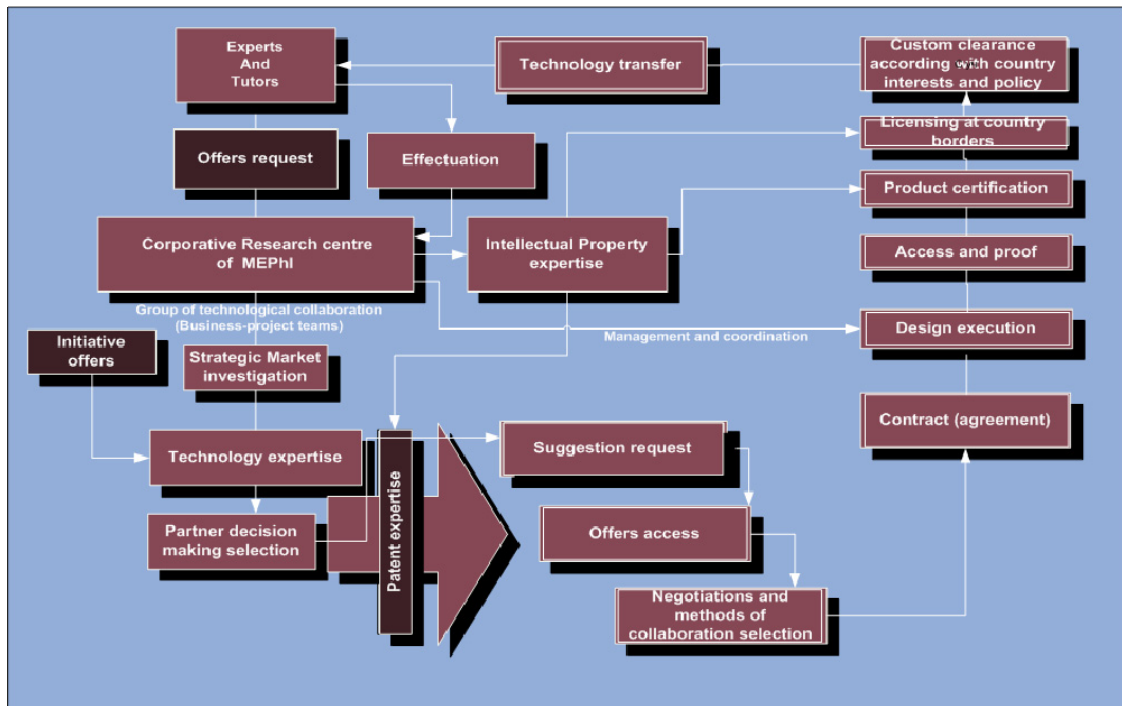 Experts
And
Tutors
Technology transfer
Custom clearance
according with country
interests and policy
Offers request
Effectuation
Licensing at country
borders
Product certification
Corporative Research centre
of MEPhI
Intellectual Property
expertise
Access and proof
Group of technological collaboration
(Business-project teams)
Management and coordination
Design execution
Initiative
offers
Strategic Market
investigation
Contract (agreement)
Technology expertise
Patent expertise
Suggestion request
Partner decision
making selection
Offers access
Negotiations and
methods of
collaboration selection